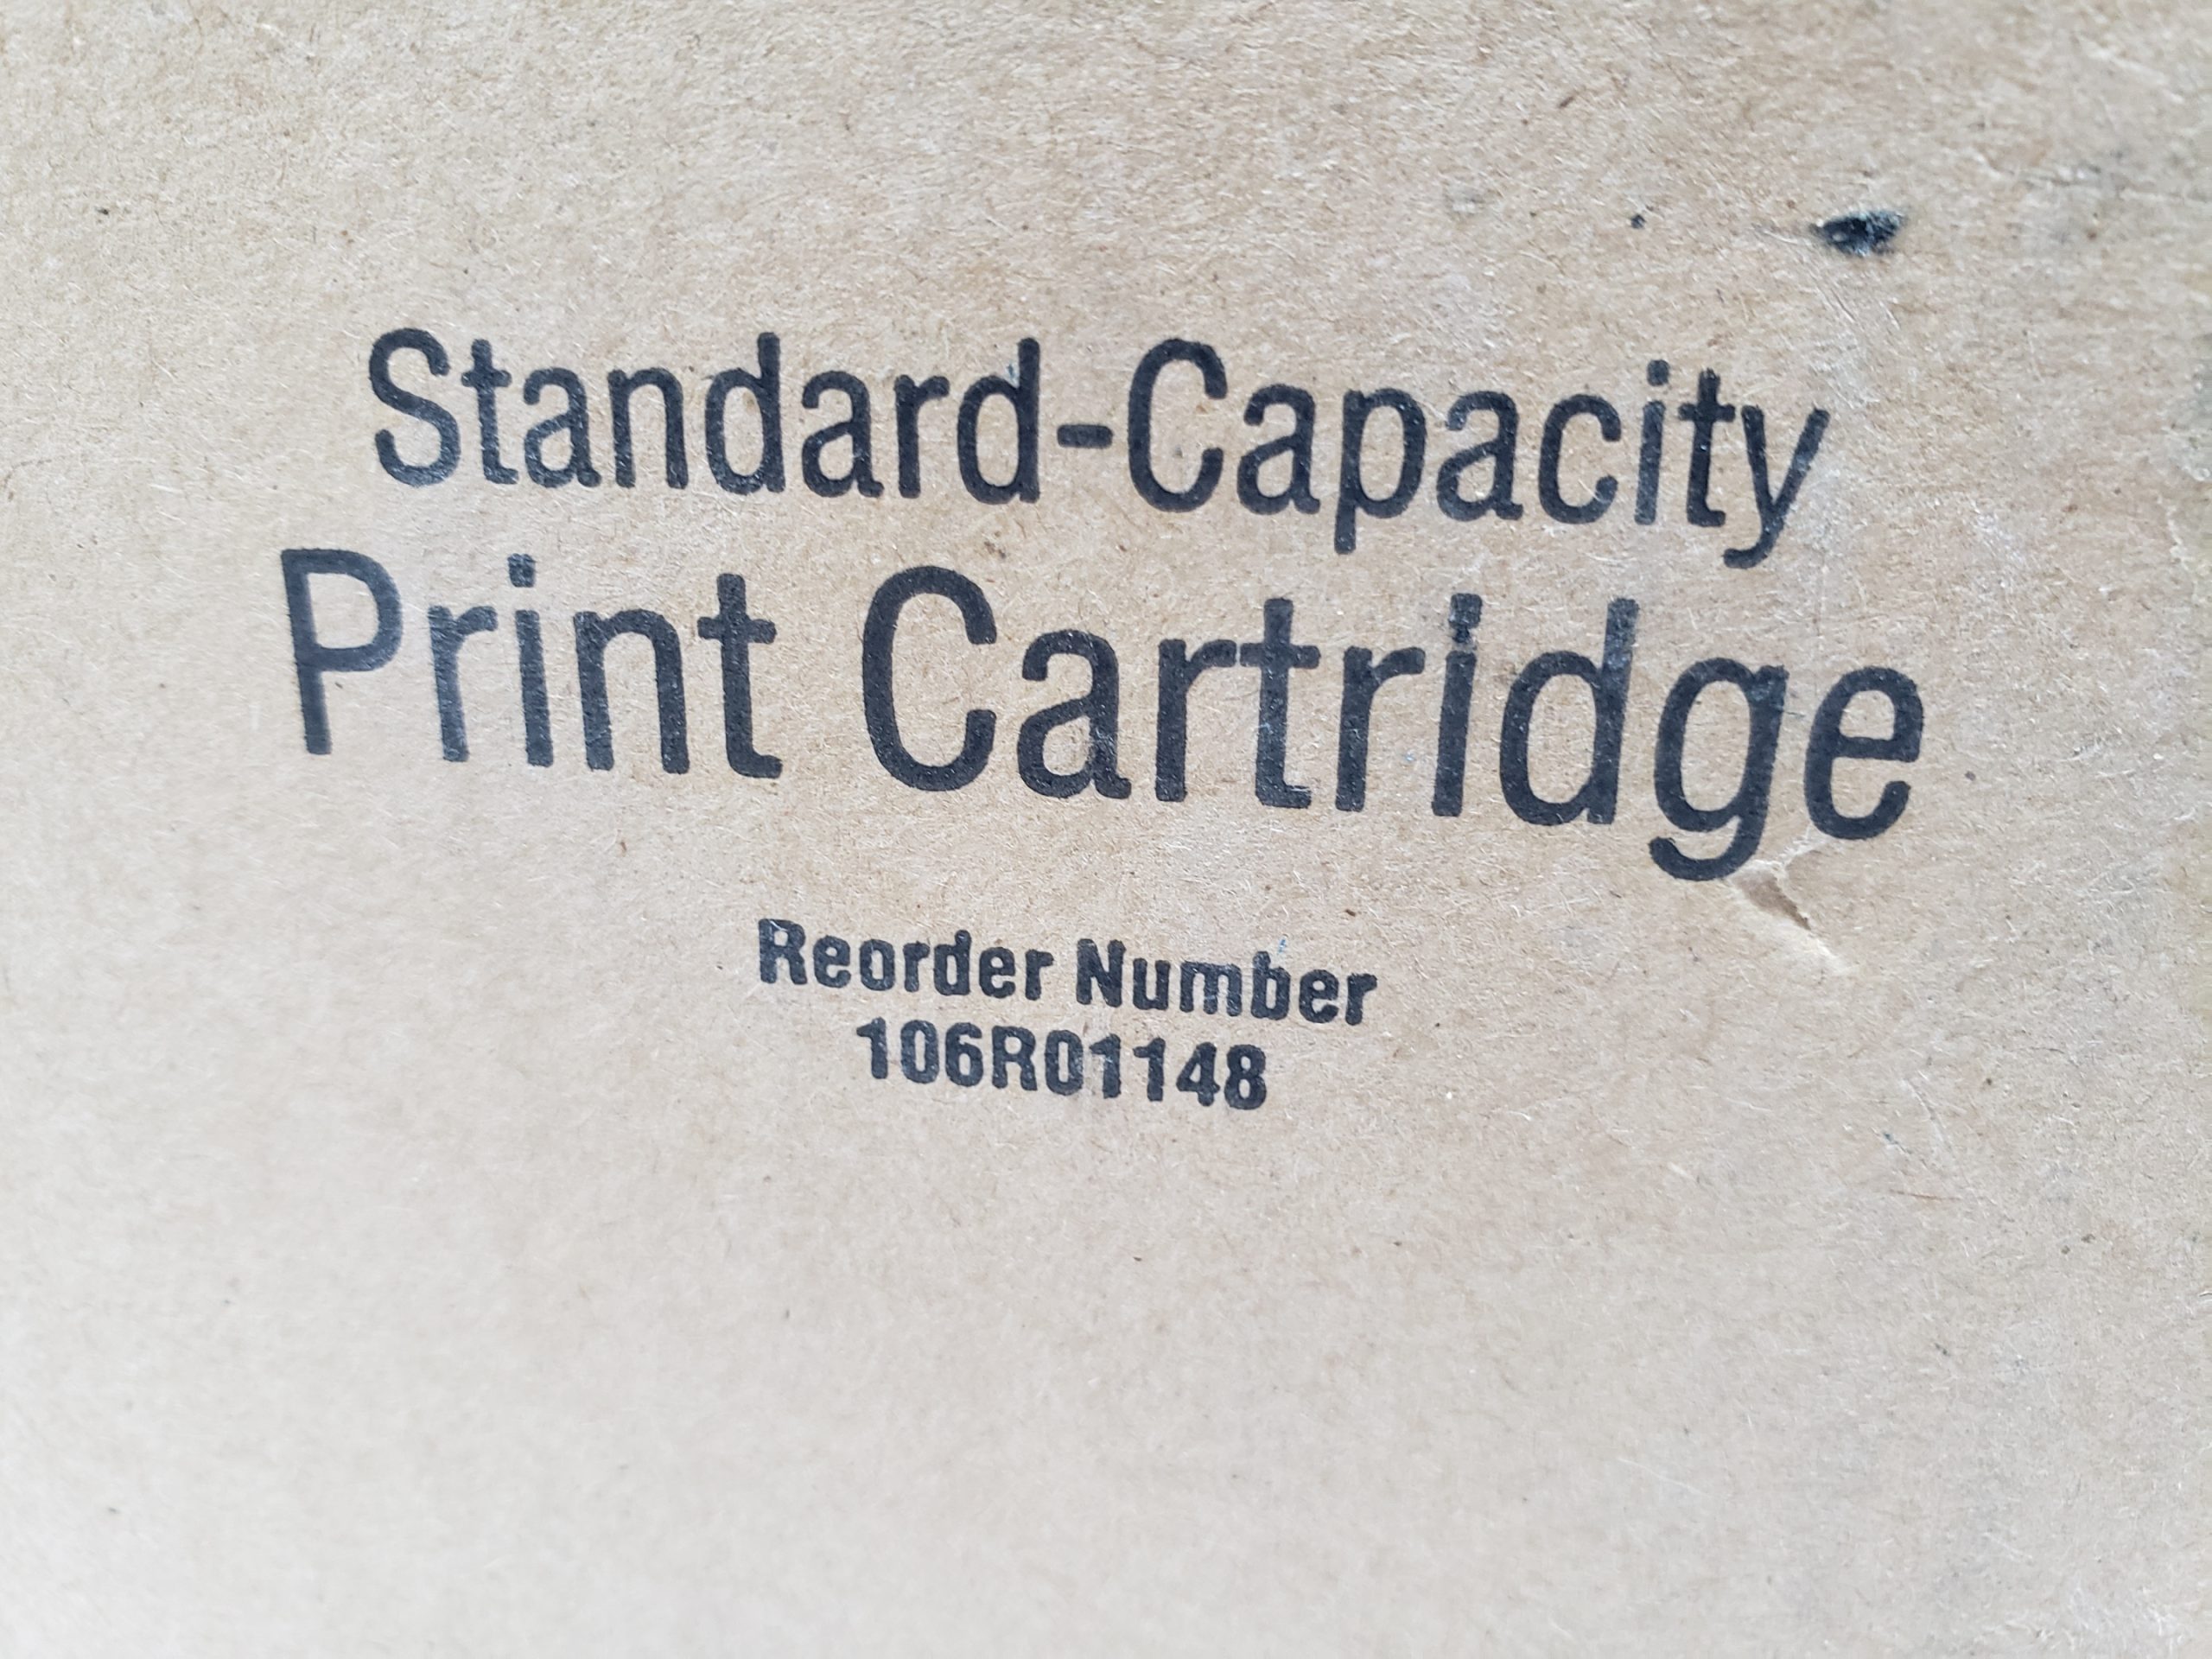 Standard-Capacity
Print Cartridge
Reorder Number
106R01148